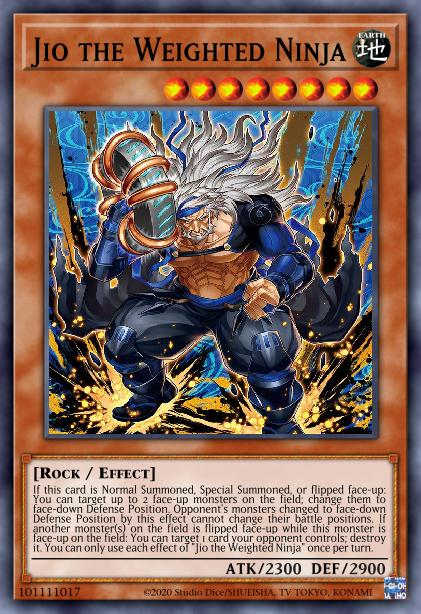 JIO THE WEIGHTED NINJA
EARTH
地
[ROCK / EFFECT]
If this card is Normal Summoned, Special Summoned, or flipped face-up:
You can target up to 2 face-up monsters on the field; change them to
face-down Defense Position. Opponent's monsters changed to face-down
Defense Position by this effect cannot change their battle positions. If
another monster(s) on the field is flipped face-up while this monster is
face-up on the field: You can target 1 card your opponent controls; destroy
it. You can only use each effect of "Jio the Weighted Ninja" once per turn.
ATK/2300 DEF/2900
101111017
©2020 Studio Dice/SHUEISHA, TV TOKYO, KONAMI